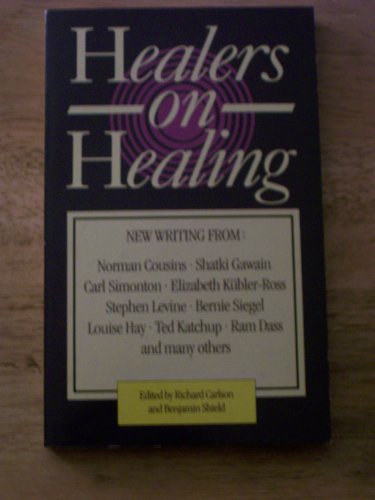 Healers
on
Healing
NEW WRITING FROM:
Norman Cousins · Shatki Gawain
Carl Simonton · Elizabeth Kübler-Ross
Stephen Levine · Bernie Siegel
Louise Hay · Ted Katchup · Ram Dass
and many others
Edited by Richard Carlson
and Benjamin Shield